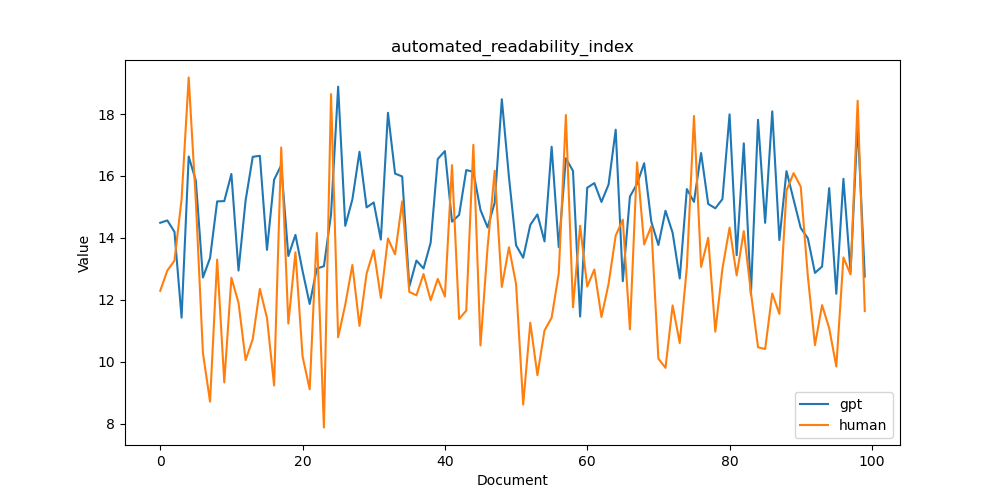 automated_readability_index
Value
18
16
14
12
10
8
0 20 40 60 80 100
Document
gpt
human